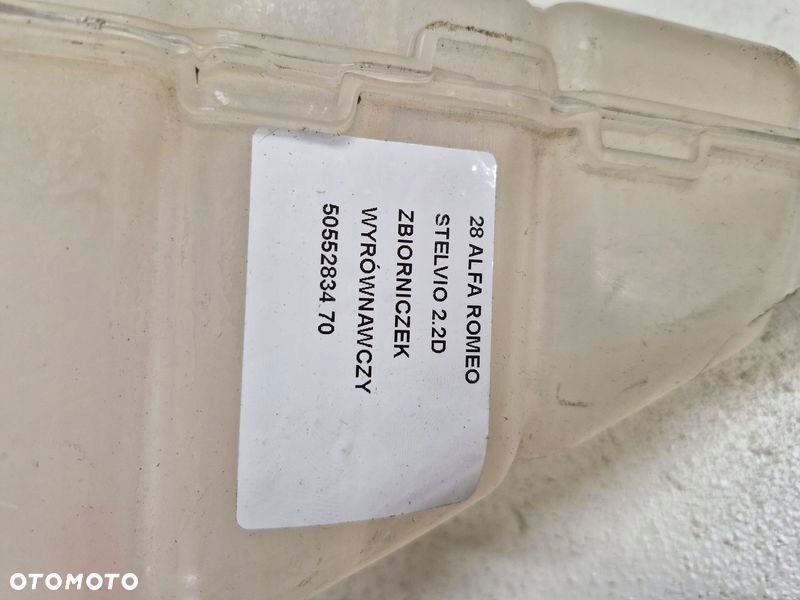 28 ALFA ROMEO
STELVIO 2.2D
ZBIORNICZEK
WYRÓWNAWCZY
50552834.70
OTOMOTO